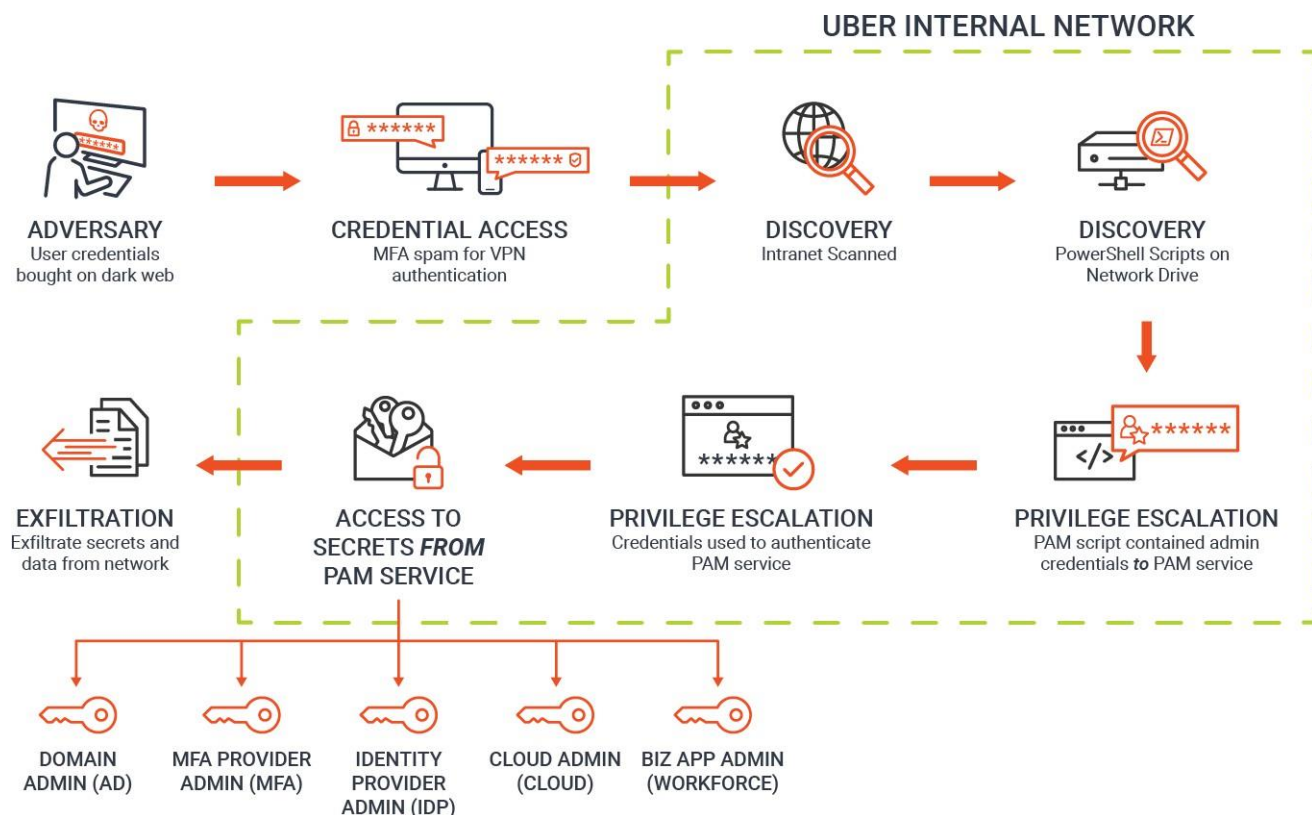 UBER INTERNAL NETWORK
******
******
******
ADVERSARY
User credentials
bought on dark web
CREDENTIAL ACCESS
MFA spam for VPN
authentication
DISCOVERY
Intranet Scanned
DISCOVERY
PowerShell Scripts on
Network Drive
******
</>
******
PRIVILEGE ESCALATION
PAM script contained admin
credentials to PAM service
PRIVILEGE ESCALATION
Credentials used to authenticate
PAM service
ACCESS TO
SECRETS FROM
PAM SERVICE
EXFILTRATION
Exfiltrate secrets and
data from network
DOMAIN
ADMIN (AD)
MFA PROVIDER
ADMIN (MFA)
IDENTITY
PROVIDER
ADMIN (IDP)
CLOUD ADMIN
(CLOUD)
BIZ APP ADMIN
(WORKFORCE)